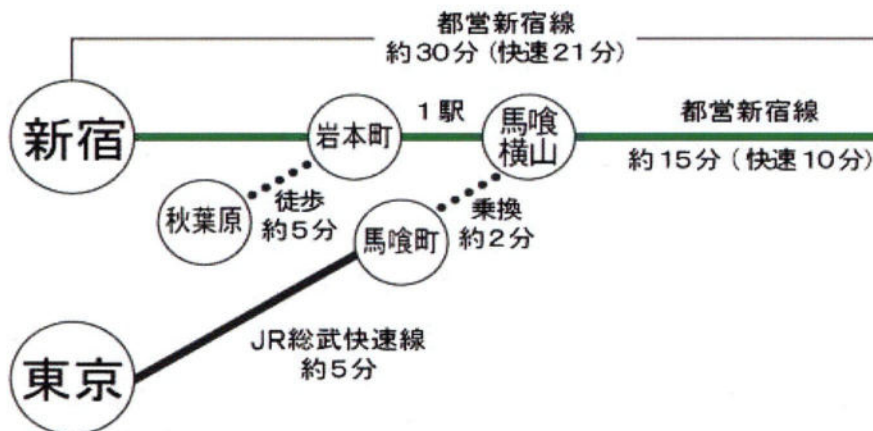 都営新宿線
約30分(快速21分)
新宿
岩本町
1駅
馬喰
横山
都営新宿線
約15分(快速10分)
秋葉原
徒歩
約5分
馬喰町
乗換
約2分
東京
JR総武快速線
約5分